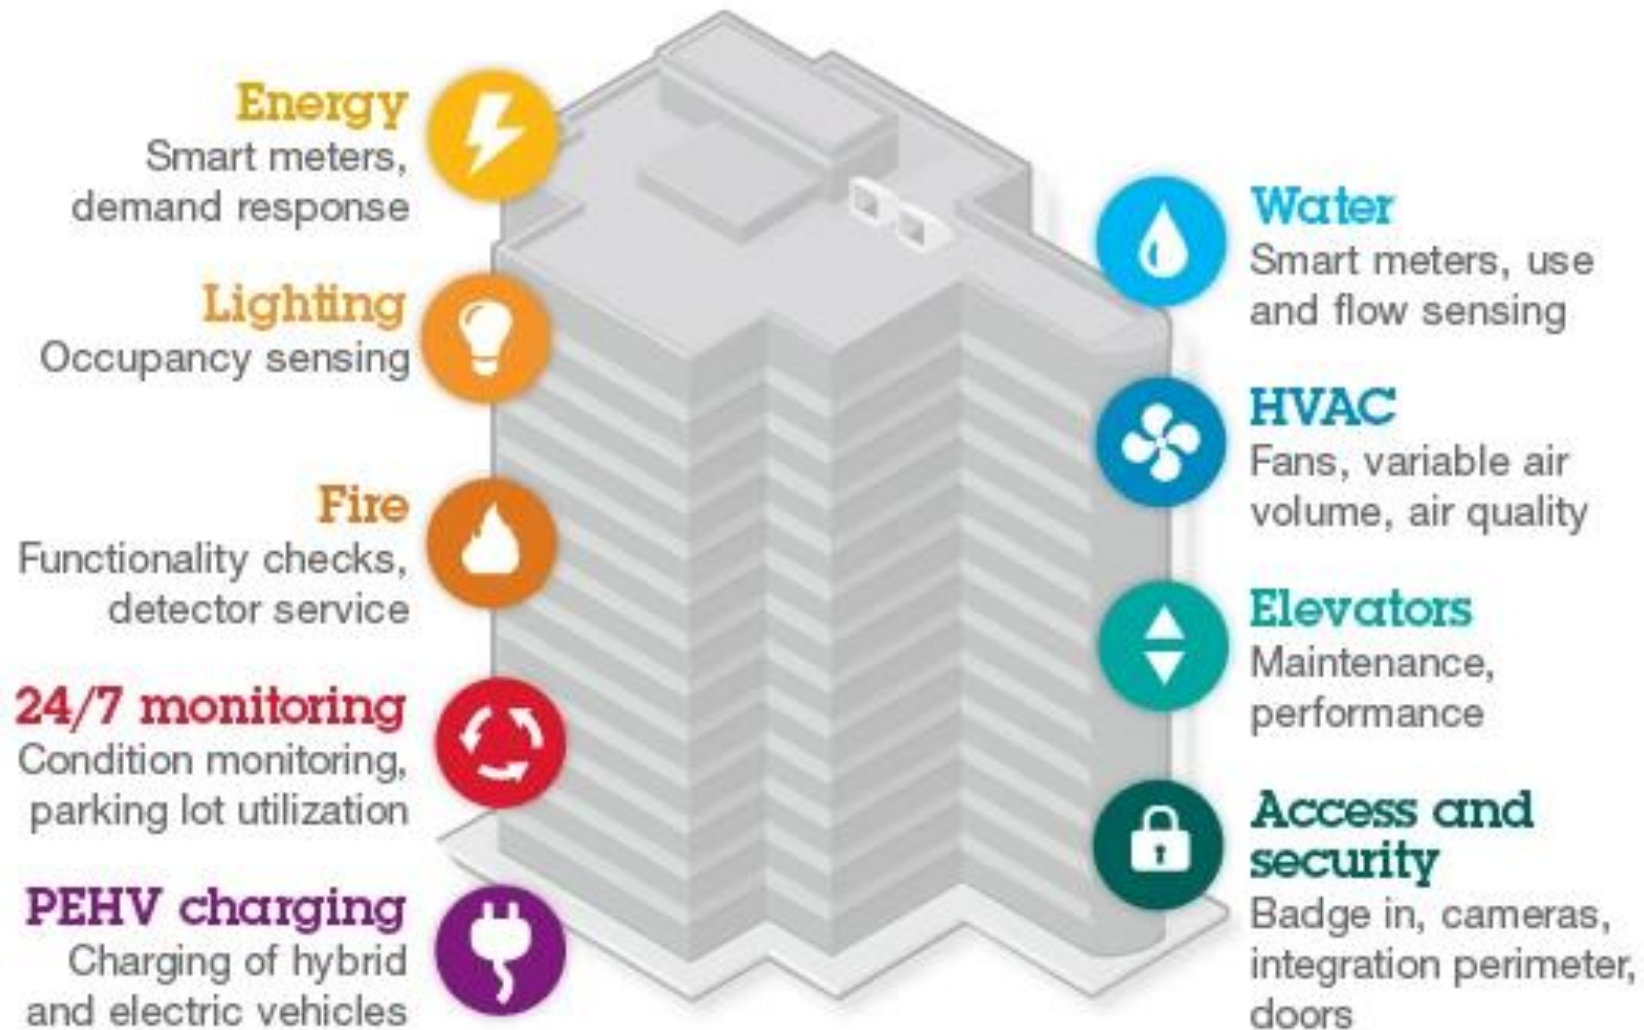 Energy
Smart meters,
demand response
Lighting
Occupancy sensing
Fire
Functionality checks,
detector service
24/7 monitoring
Condition monitoring,
parking lot utilization
PEHV charging
Charging of hybrid
and electric vehicles
Water
Smart meters, use
and flow sensing
HVAC
Fans, variable air
volume, air quality
Elevators
Maintenance,
performance
Access and
security
Badge in, cameras,
integration perimeter,
doors